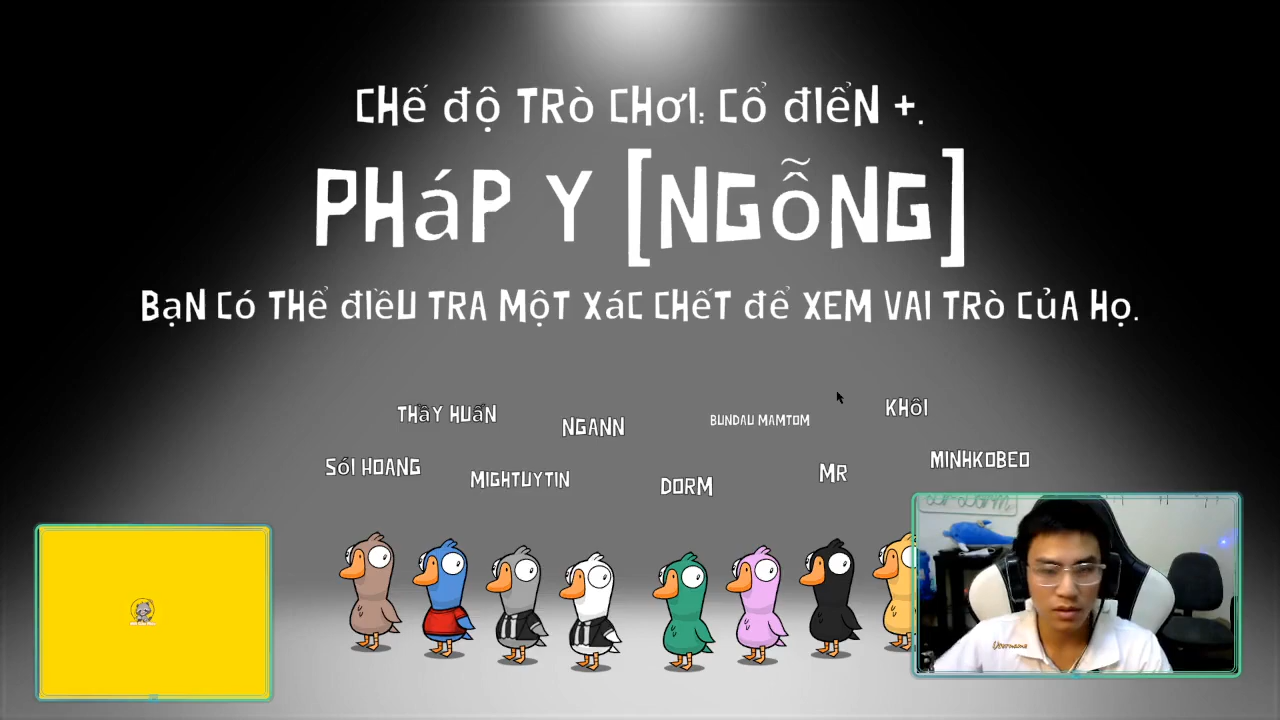 CHế độ TRò CHơI: Cổ đIểN +.
PHáP Y [NGỗNG]
BạN Có THể đIềU TRA MộT XáC CHếT để XEM VAI TRò CủA Họ.
THầY HUấN
NGANN
BUNDAU MAMTOM
KHôI
SóI HOANG
MIGHTUYTIN
DORM
MR
MINHKOBEO
Username